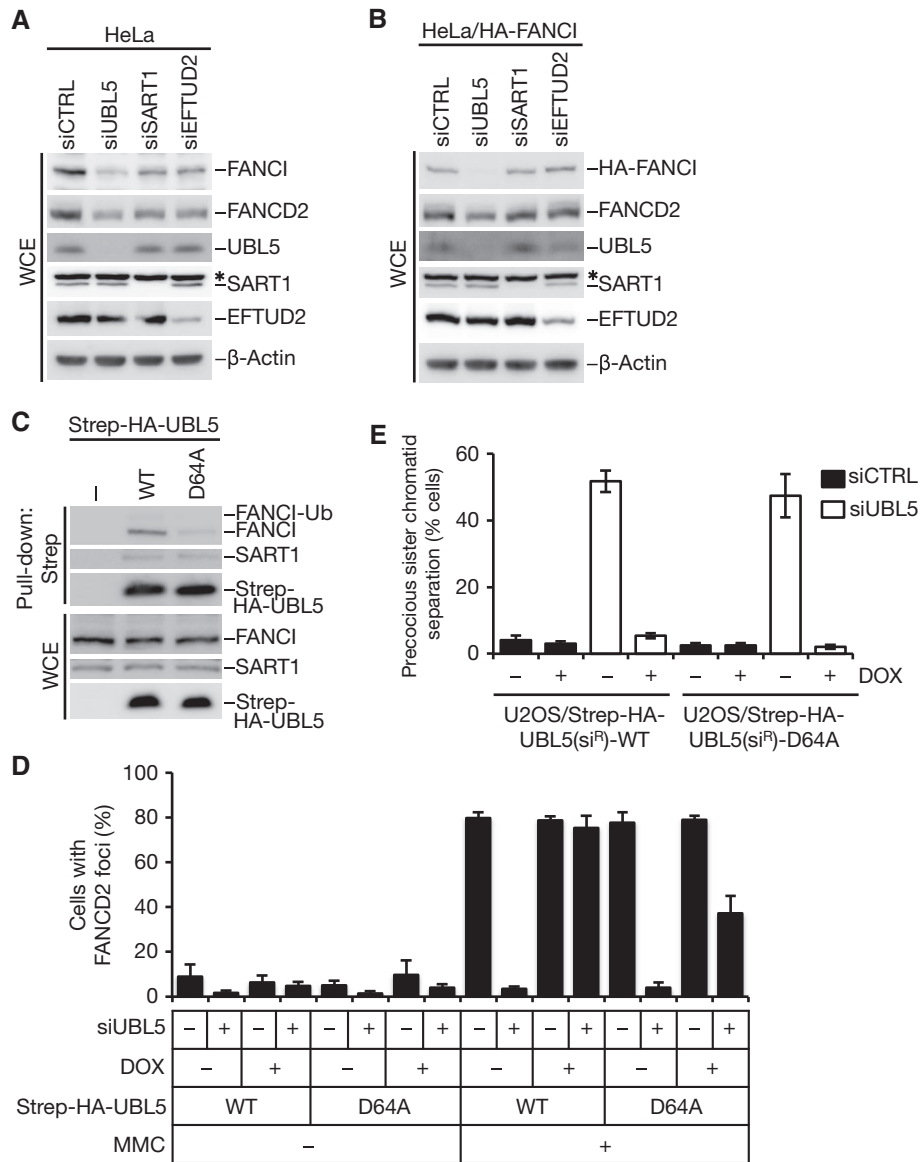 A
HeLa
siCTRL
siUBL5
siSART1
siEFTUD2
WCE
–FANCI
–FANCD2
–UBL5
*
–SART1
–EFTUD2
–β-Actin
B
HeLa/HA-FANCI
siCTRL
siUBL5
siSART1
siEFTUD2
WCE
–HA-FANCI
–FANCD2
–UBL5
*
–SART1
–EFTUD2
–β-Actin
C
Strep-HA-UBL5
–
WT
D64A
Pull-down:
Strep
–FANCI-Ub
–FANCI
–SART1
–Strep-
HA-UBL5
WCE
–FANCI
–SART1
–Strep-
HA-UBL5
E
Precocious sister chromatid
separation (% cells)
60
40
20
0
siCTRL
siUBL5
– + – + – + – + DOX
U2OS/Strep-HA-
UBL5(siᴿ)-WT
U2OS/Strep-HA-
UBL5(siᴿ)-D64A
D
Cells with
FANCD2 foci (%)
100
80
60
40
20
0
siUBL5 – + – + – + – + – + – + – + – +
DOX – + – + – + – +
Strep-HA-UBL5 WT D64A WT D64A
MMC – +